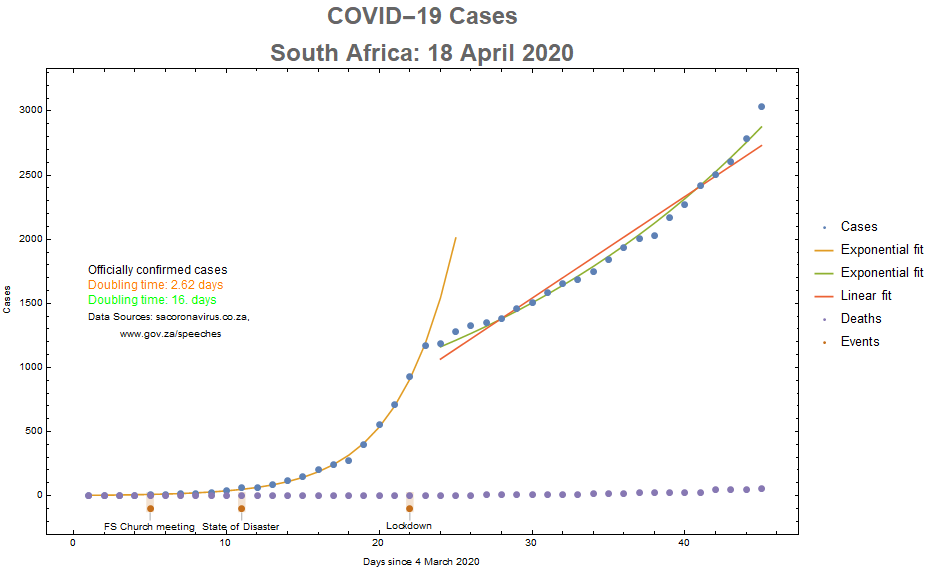 COVID–19 Cases
South Africa: 18 April 2020
3000
2500
2000
1500
1000
500
0
Cases
Officially confirmed cases
Doubling time: 2.62 days
Doubling time: 16. days
Data Sources: sacoronavirus.co.za,
www.gov.za/speeches
FS Church meeting
State of Disaster
Lockdown
0 10 20 30 40
Days since 4 March 2020
Cases
Exponential fit
Exponential fit
Linear fit
Deaths
Events